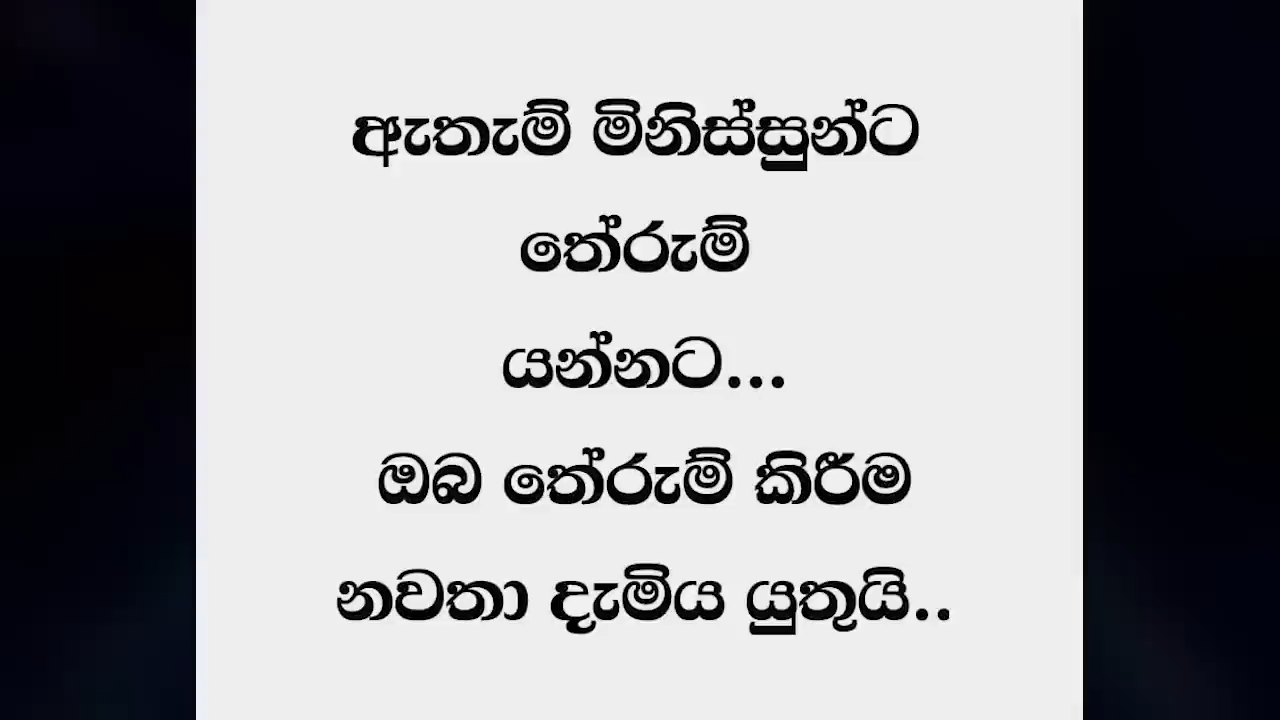 ඇතැම් මිනිස්සුන්ට
තේරුම්
යන්නට...
ඔබ තේරුම් කිරීම
නවතා දැමිය යුතුයි..